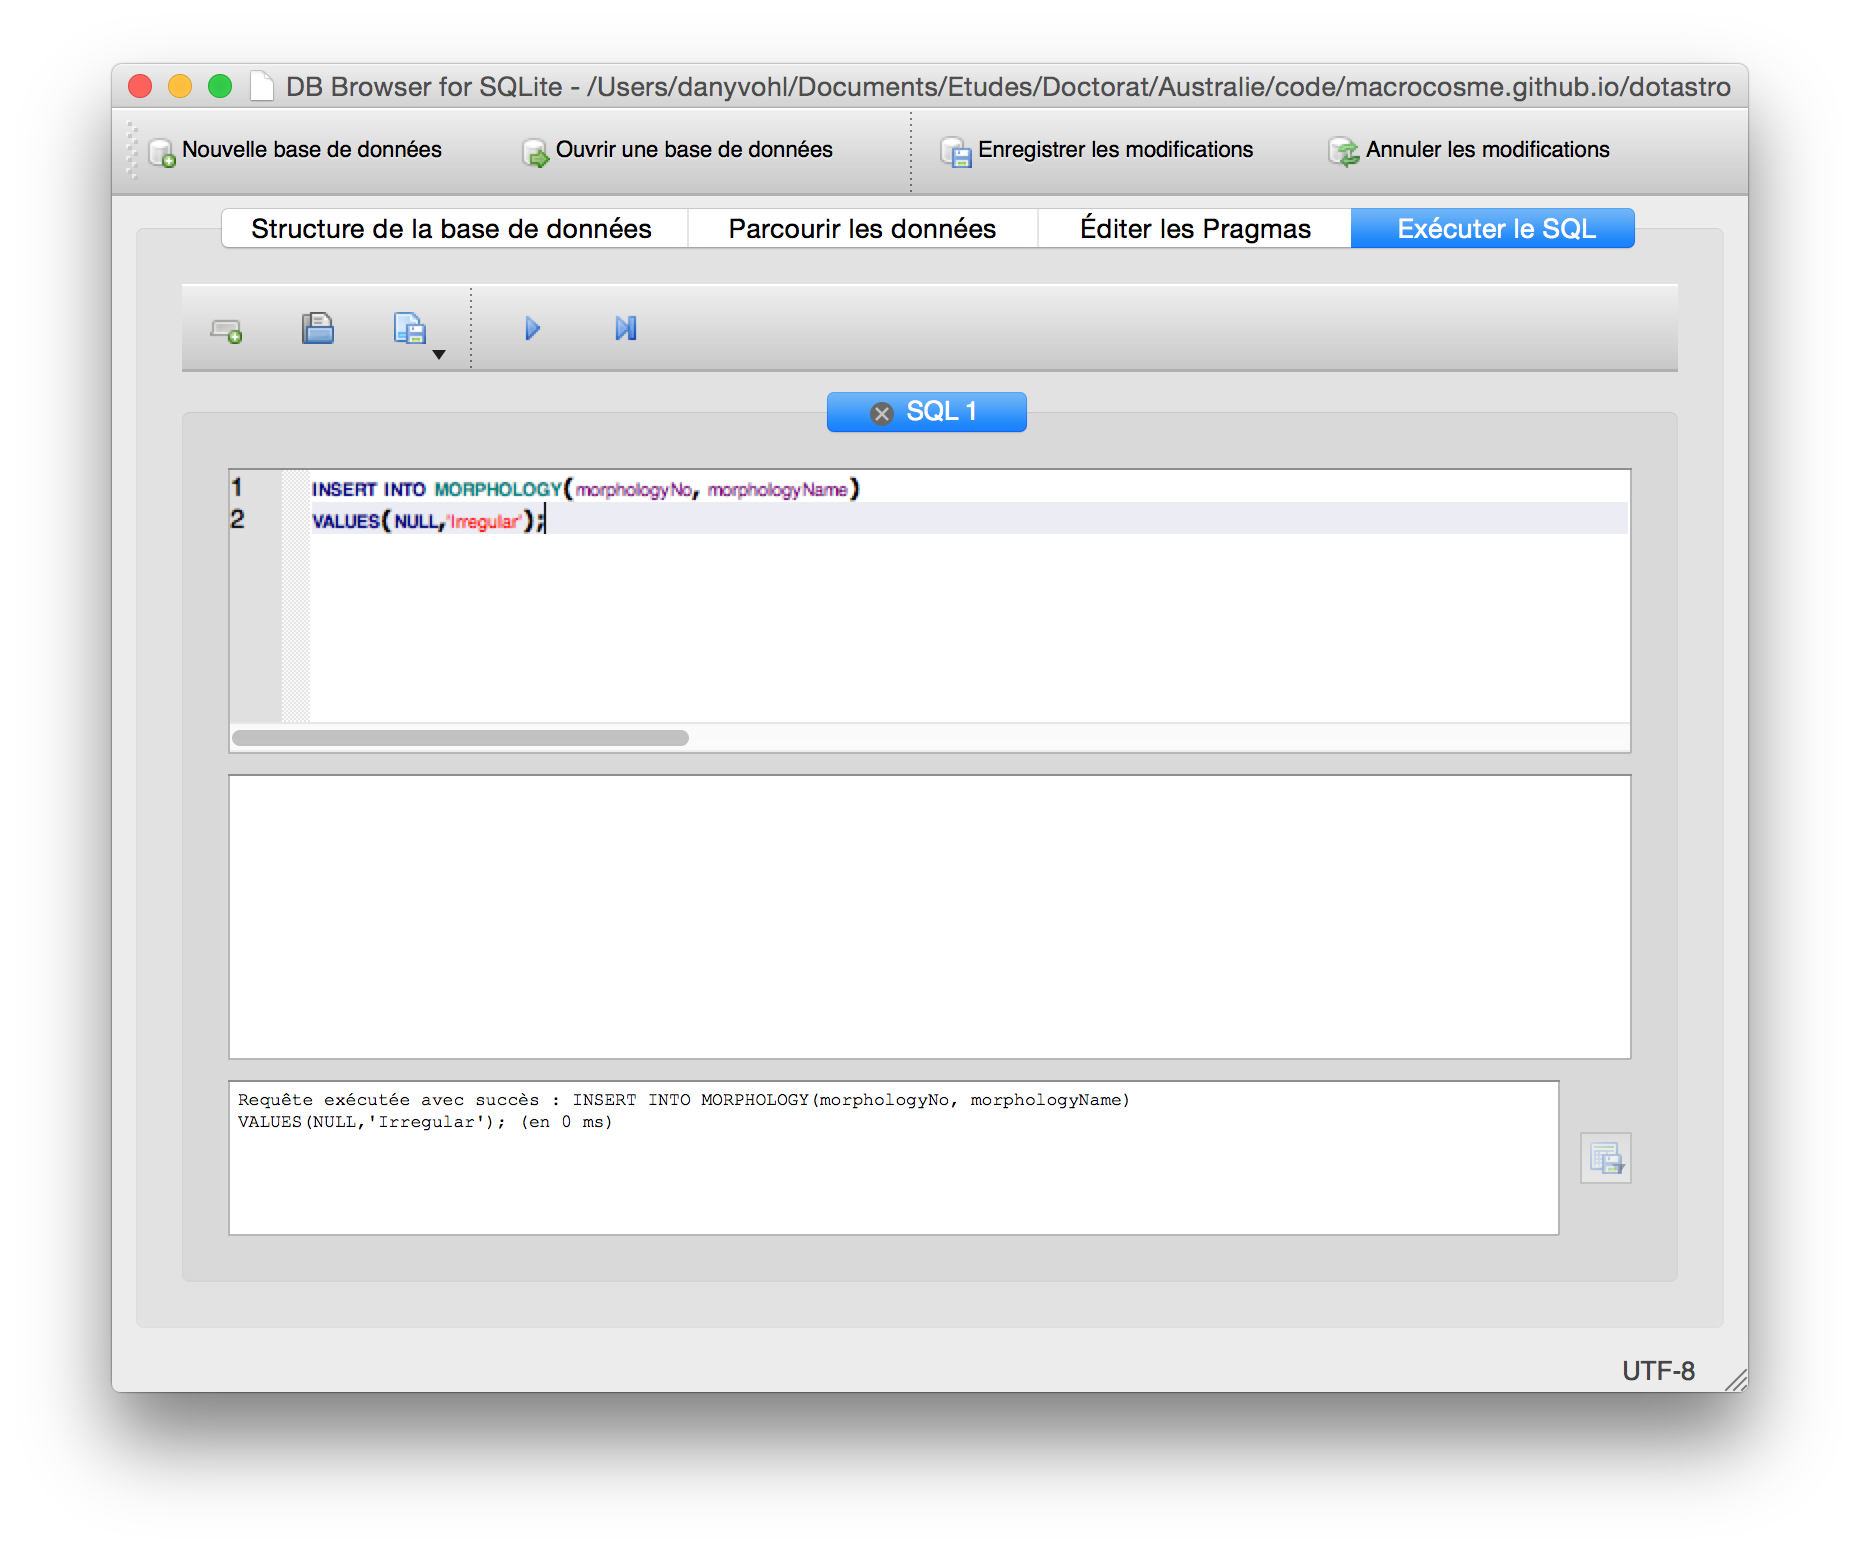 DB Browser for SQLite - /Users/danyvohl/Documents/Etudes/Doctorat/Australie/code/macrocosme.github.io/dotastro
Nouvelle base de données Ouvrir une base de données Enregistrer les modifications Annuler les modifications
Structure de la base de données Parcourir les données Éditer les Pragmas Exécuter le SQL
SQL 1
1 INSERT INTO MORPHOLOGY(morphologyNo, morphologyName)
2 VALUES(NULL,'Irregular');
Requête exécutée avec succès : INSERT INTO MORPHOLOGY(morphologyNo, morphologyName)
VALUES(NULL,'Irregular'); (en 0 ms)
UTF-8